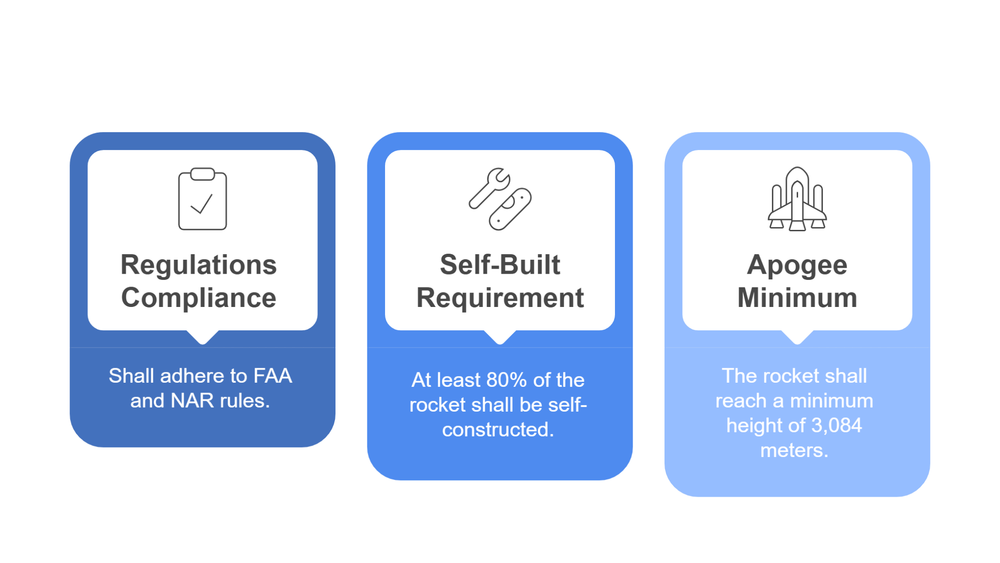 Regulations
Compliance
Shall adhere to FAA
and NAR rules.
Self-Built
Requirement
At least 80% of the
rocket shall be self-
constructed.
Apogee
Minimum
The rocket shall
reach a minimum
height of 3,084
meters.